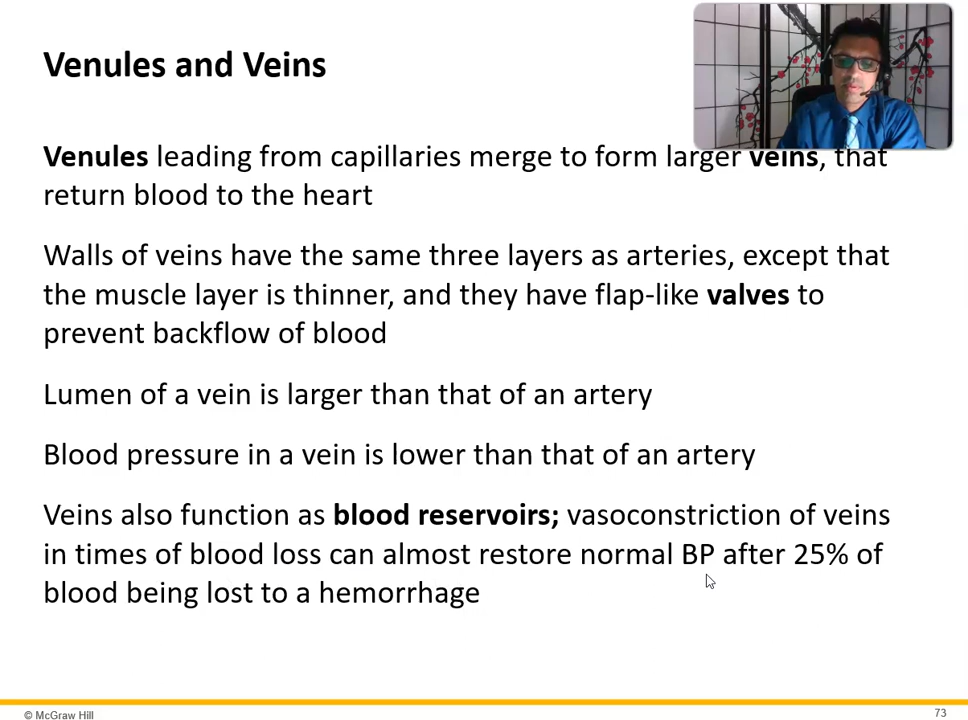 Venules and Veins
Venules leading from capillaries merge to form larger veins, that
return blood to the heart
Walls of veins have the same three layers as arteries, except that
the muscle layer is thinner, and they have flap-like valves to
prevent backflow of blood
Lumen of a vein is larger than that of an artery
Blood pressure in a vein is lower than that of an artery
Veins also function as blood reservoirs; vasoconstriction of veins
in times of blood loss can almost restore normal BP after 25% of
blood being lost to a hemorrhage
© McGraw Hill
73